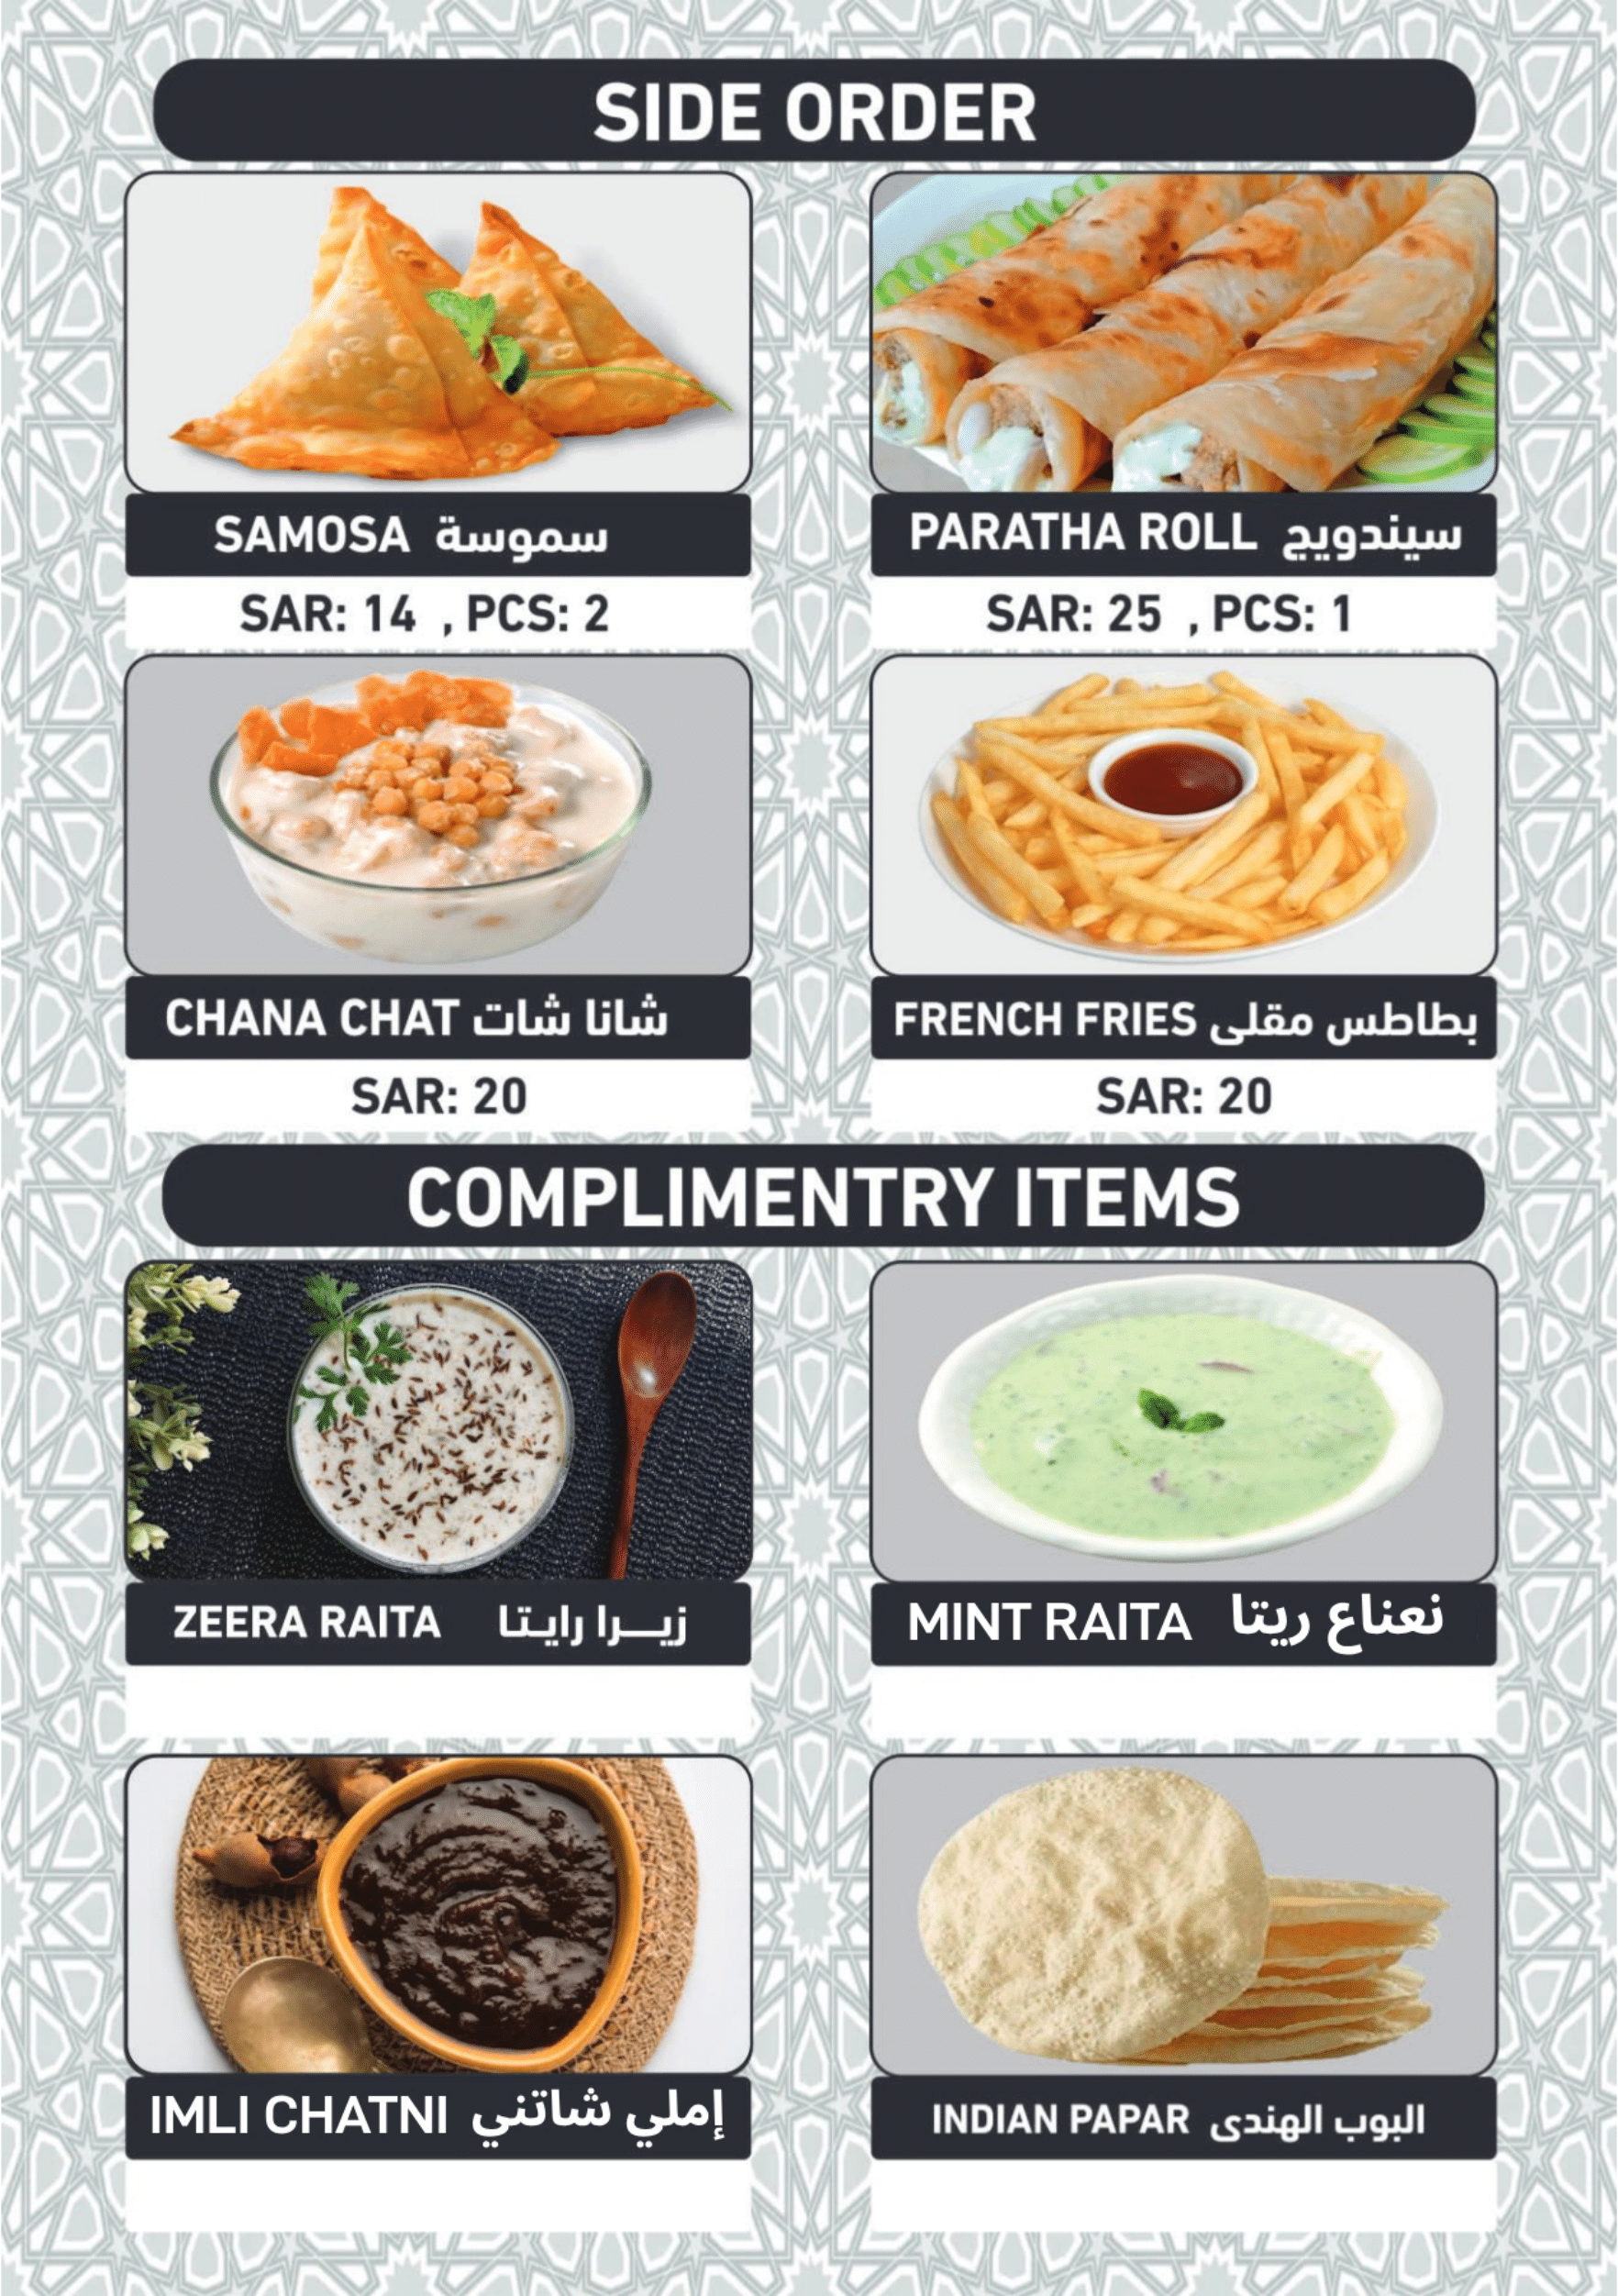 SIDE ORDER
SAMOSA سموسة
SAR: 14 , PCS: 2
PARATHA ROLL سيندويج
SAR: 25 , PCS: 1
CHANA CHAT شانا شات
SAR: 20
FRENCH FRIES بطاطس مقلى
SAR: 20
COMPLIMENTRY ITEMS
ZEERA RAITA زيــرا رايـتا
MINT RAITA نعناع ريتا
IMLI CHATNI إملي شاتني
INDIAN PAPAR البوب الهندى